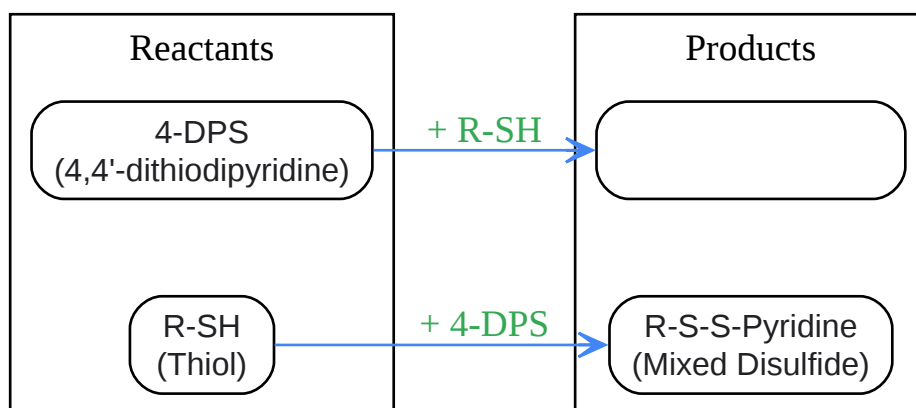 Reactants
Products
4-DPS
(4,4'-dithiodipyridine)
+ R-SH
R-SH
(Thiol)
+ 4-DPS
R-S-S-Pyridine
(Mixed Disulfide)